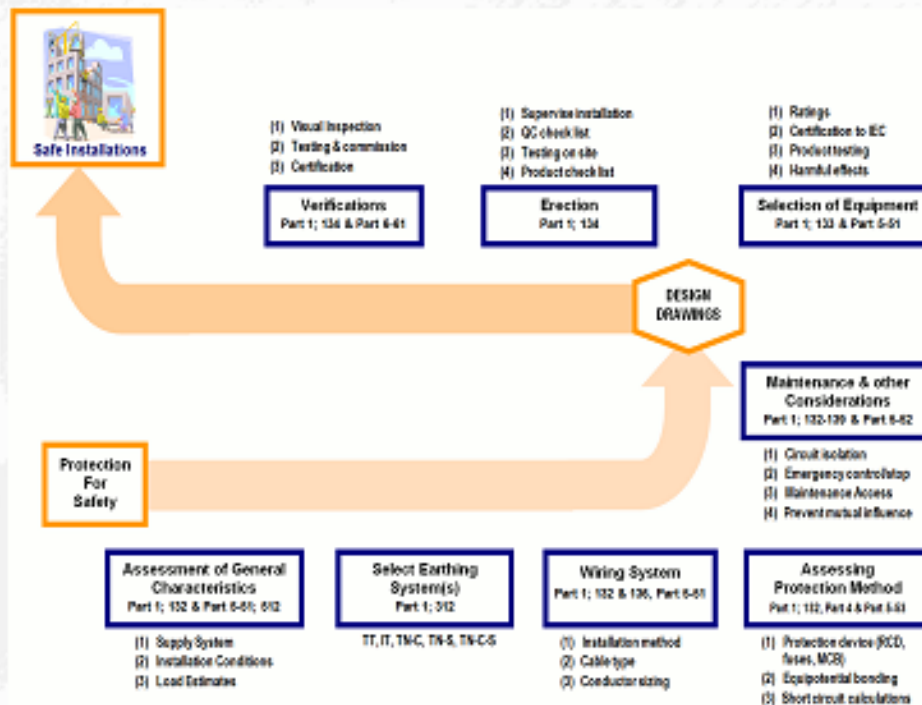 Safe Installations
(1) Visual Inspection
(2) Testing & commission
(3) Certification
Verifications
Part 1; 134 & Part 6-61
(1) Supervise installation
(2) QC check list
(3) Testing on site
(4) Product check list
Erection
Part 1; 134
(1) Ratings
(2) Certification to IEC
(3) Product testing
(4) Harmful effects
Selection of Equipment
Part 1; 133 & Part 5-51
DESIGN
DRAWINGS
Maintenance & other
Considerations
Part 1; 132-139 & Part 6-62
(1) Circuit isolation
(2) Emergency control/stop
(3) Maintenance Access
(4) Prevent mutual influence
Protection
For
Safety
Assessment of General
Characteristics
Part 1; 132 &
(1) Supply System
(2) Installation Conditions
(3) Load Estimates
Select Earthing
System(s)
Part 1; 312
TT, IT, TN-C, TN-S, TN-C-S
Wiring System
Part 1; 132 & 136,
(1) Installation method
(2) Cable type
(3) Conductor sizing
Assessing
Protection Method
Part 1; 132, Part 4 & Part 5-53
(1) Protection device (RCD,
fuses, MCB)
(2) Equipotential bonding
(3) Short circuit calculations